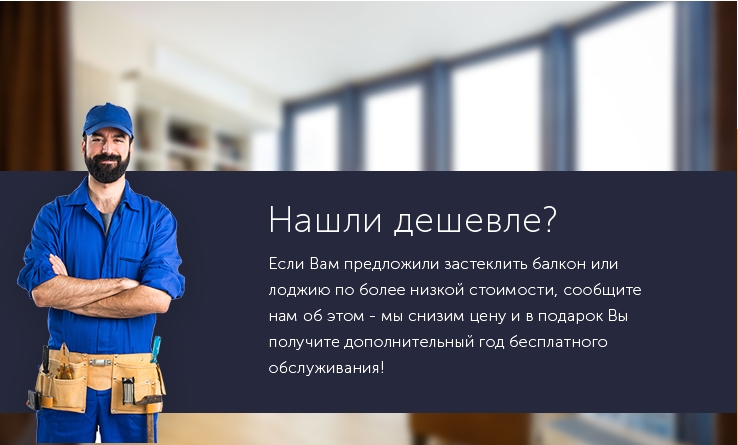 Нашли дешевле?
Если Вам предложили застеклить балкон или
лоджию по более низкой стоимости, сообщите
нам об этом - мы снизим цену и в подарок Вы
получите дополнительный год бесплатного
обслуживания!